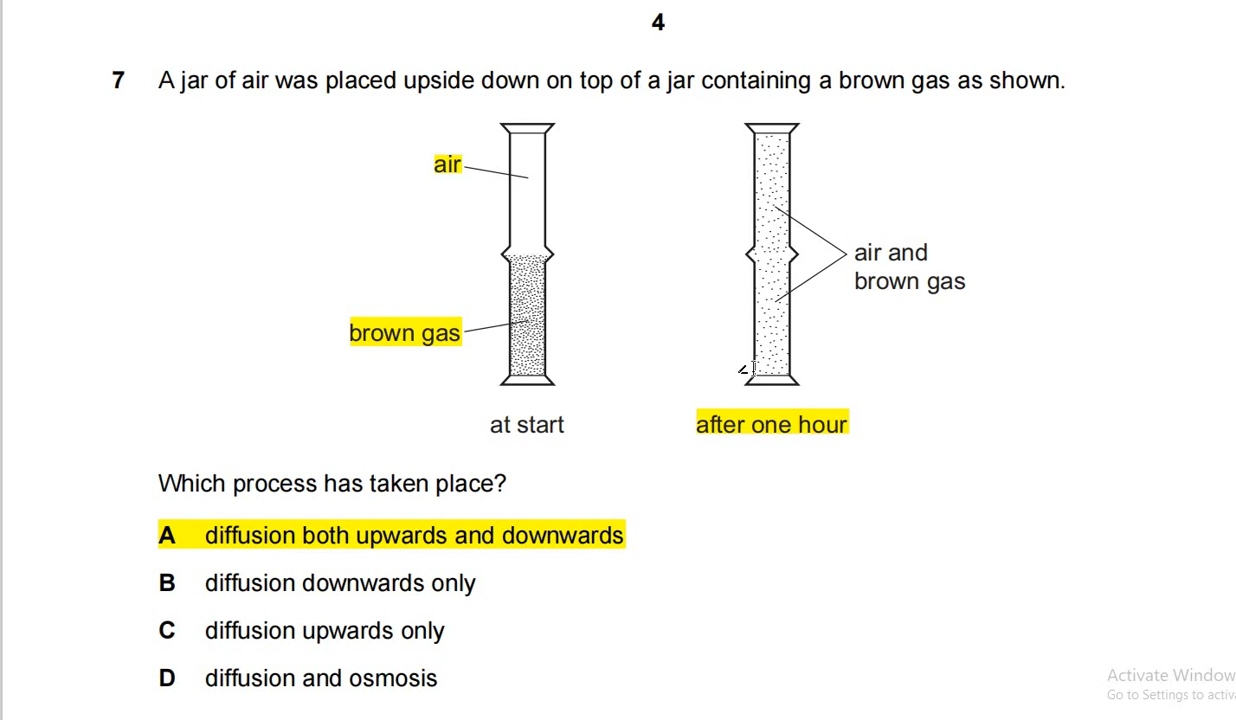 4
7 A jar of air was placed upside down on top of a jar containing a brown gas as shown.
air
brown gas
air and
brown gas
at start
after one hour
Which process has taken place?
A diffusion both upwards and downwards
B diffusion downwards only
C diffusion upwards only
D diffusion and osmosis
Activate Window
Go to Settings to activ